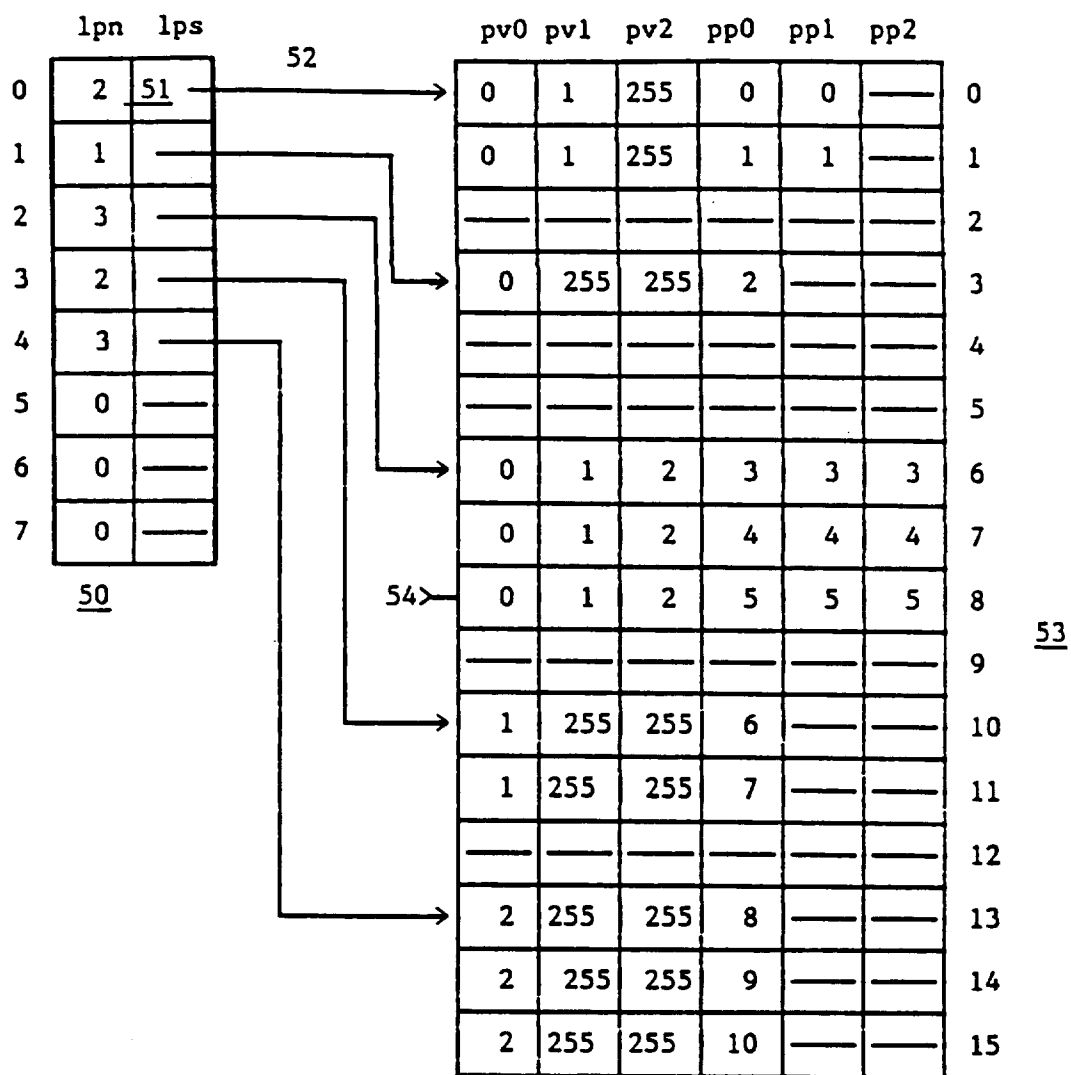 lpn lps pv0 pv1 pv2 pp0 pp1 pp2
52
0 2 51 0 1 255 0 0 — 0
1 1 0 1 255 1 1 — 1
2 3 — — — — — — 2
3 2 0 255 255 2 — — 3
4 3 — — — — — — 4
5 0 — — — — — — — 5
6 0 — 0 1 2 3 3 3 6
7 0 — 0 1 2 4 4 4 7
50 54 0 1 2 5 5 5 8
53
— — — — — — 9
1 255 255 6 — — 10
1 255 255 7 — — 11
— — — — — — 12
2 255 255 8 — — 13
2 255 255 9 — — 14
2 255 255 10 — — 15